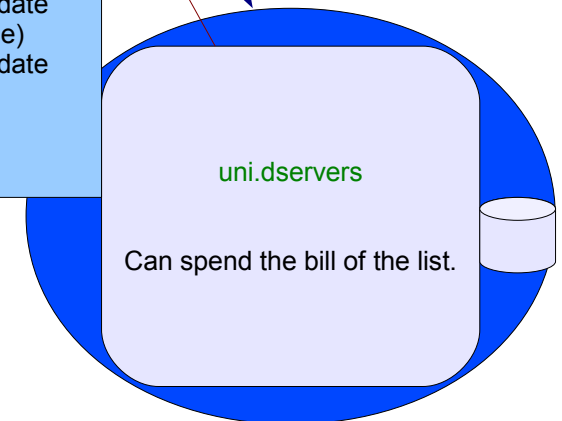 date
e)
date
uni.dservers
Can spend the bill of the list.